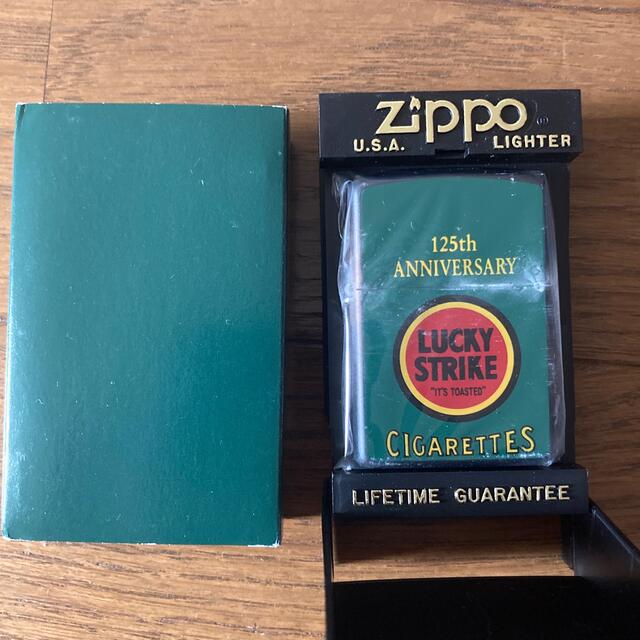 Zippo
U.S.A. LIGHTER
125th
ANNIVERSARY
LUCKY
STRIKE
"IT'S TOASTED"
CIGARETTES
LIFETIME GUARANTEE